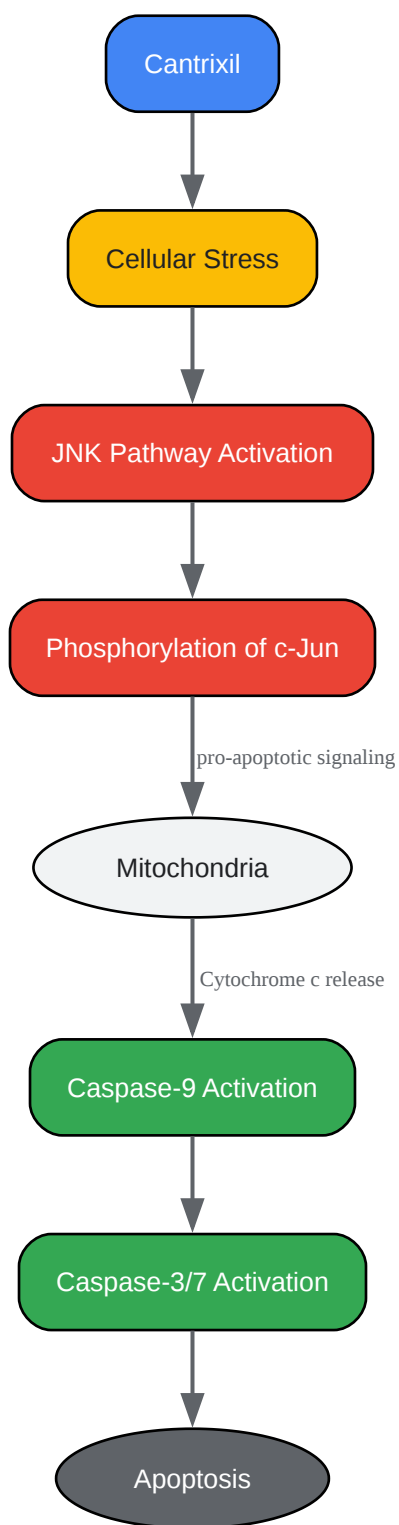 Cantrixil
Cellular Stress
JNK Pathway Activation
Phosphorylation of c-Jun
pro-apoptotic signaling
Mitochondria
Cytochrome c release
Caspase-9 Activation
Caspase-3/7 Activation
Apoptosis